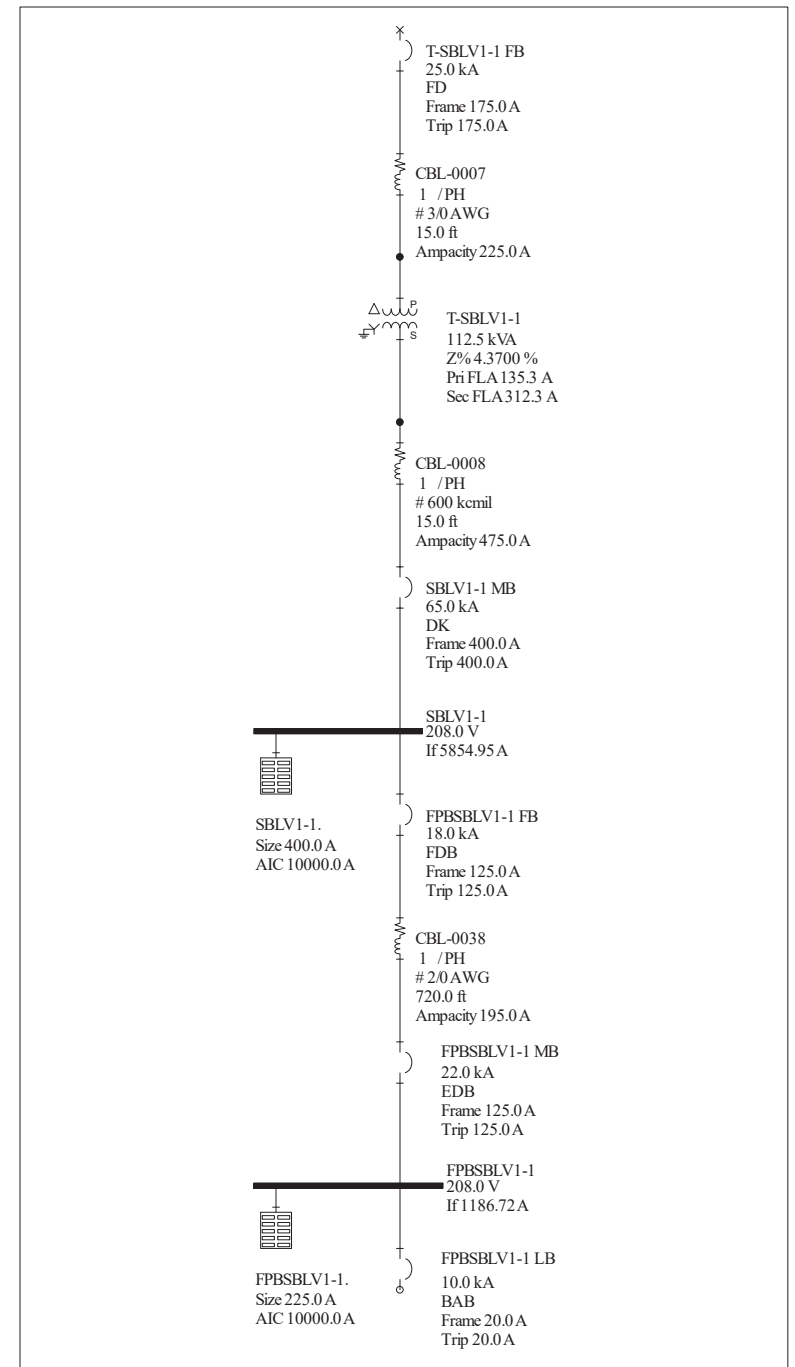 T-SBLV1-1 FB
25.0 kA
FD
Frame 175.0 A
Trip 175.0 A
CBL-0007
1 /PH
# 3/0 AWG
15.0 ft
Ampacity 225.0 A
P
S
T-SBLV1-1
112.5 kVA
Z% 4.3700 %
Pri FLA 135.3 A
Sec FLA 312.3 A
CBL-0008
1 /PH
# 600 kcmil
15.0 ft
Ampacity 475.0 A
SBLV1-1 MB
65.0 kA
DK
Frame 400.0 A
Trip 400.0 A
SBLV1-1
208.0 V
If 5854.95 A
SBLV1-1.
Size 400.0 A
AIC 10000.0 A
FPBSBLV1-1 FB
18.0 kA
FDB
Frame 125.0 A
Trip 125.0 A
CBL-0038
1 /PH
# 2/0 AWG
720.0 ft
Ampacity 195.0 A
FPBSBLV1-1 MB
22.0 kA
EDB
Frame 125.0 A
Trip 125.0 A
FPBSBLV1-1
208.0 V
If 1186.72 A
FPBSBLV1-1.
Size 225.0 A
AIC 10000.0 A
FPBSBLV1-1 LB
10.0 kA
BAB
Frame 20.0 A
Trip 20.0 A